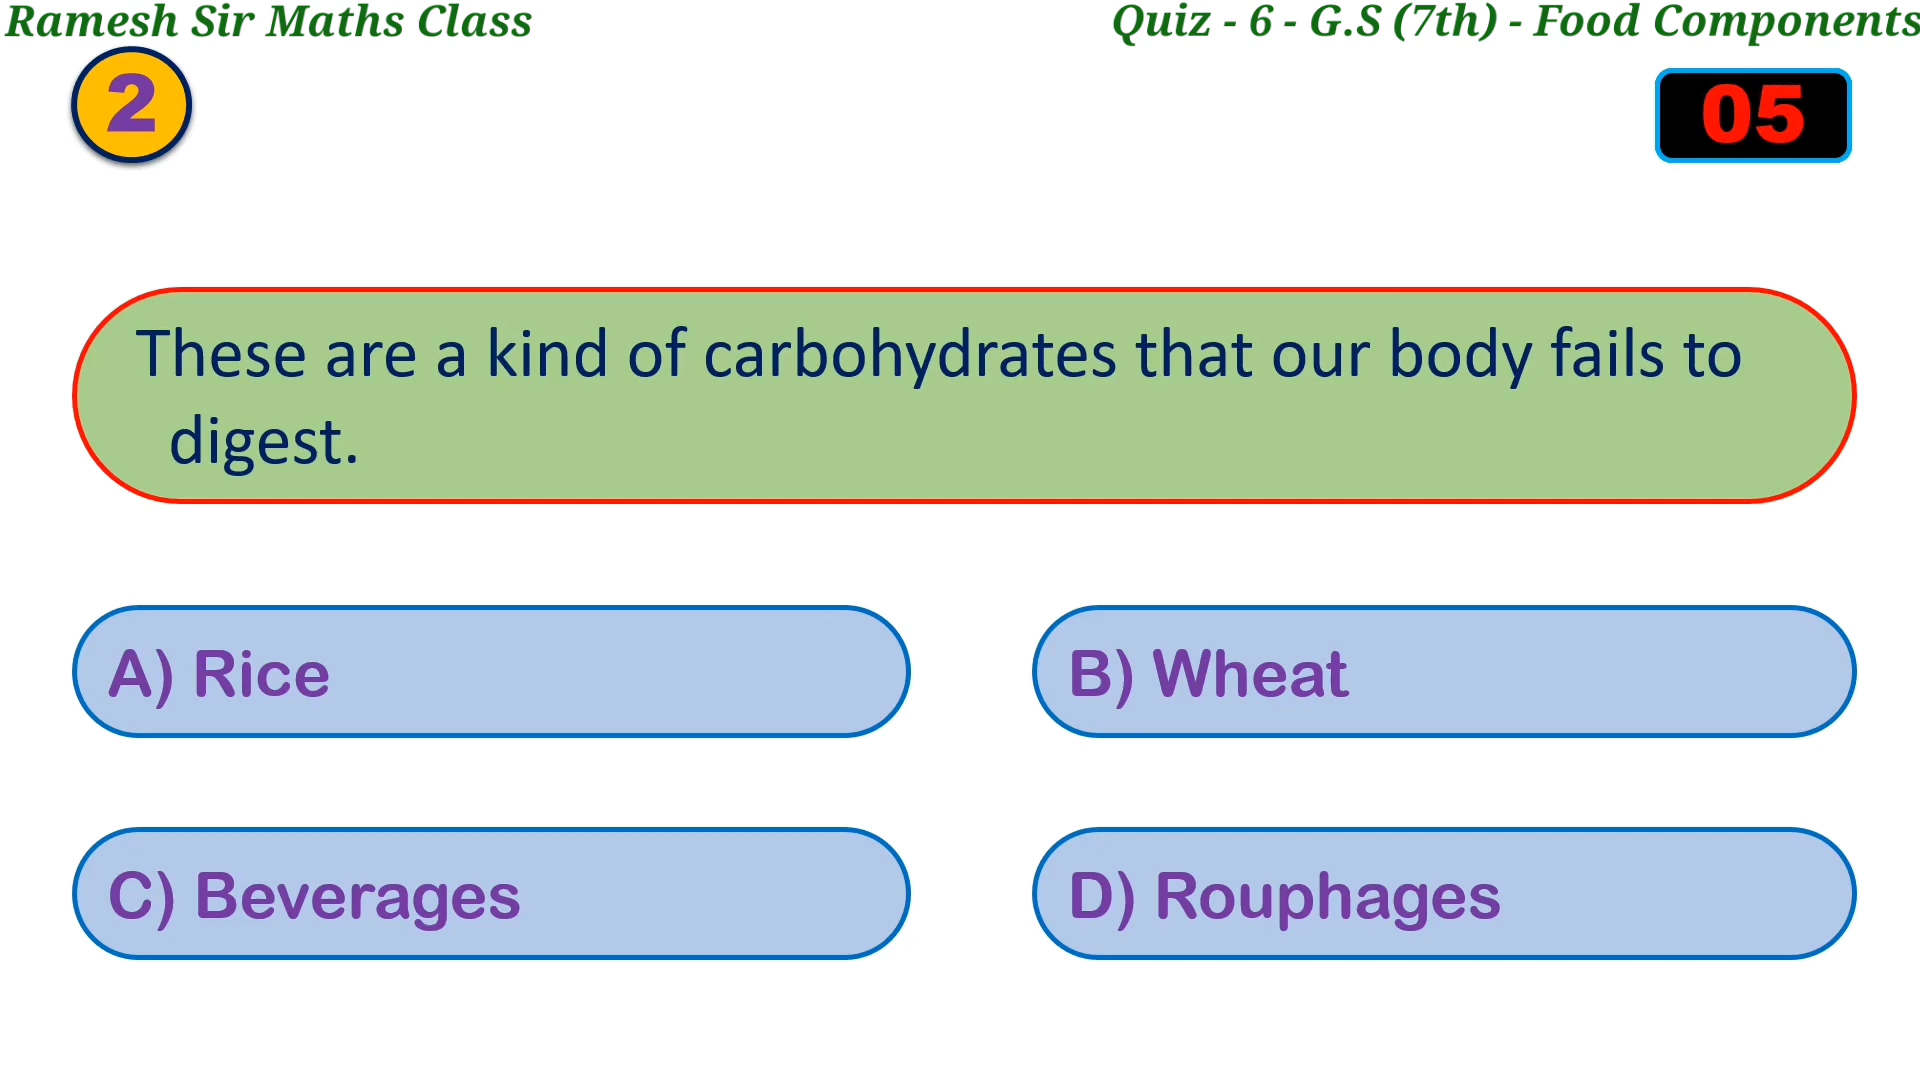 Ramesh Sir Maths Class
Quiz - 6 - G.S (7th) - Food Components
2
05
These are a kind of carbohydrates that our body fails to
digest.
A) Rice
B) Wheat
C) Beverages
D) Rouphages